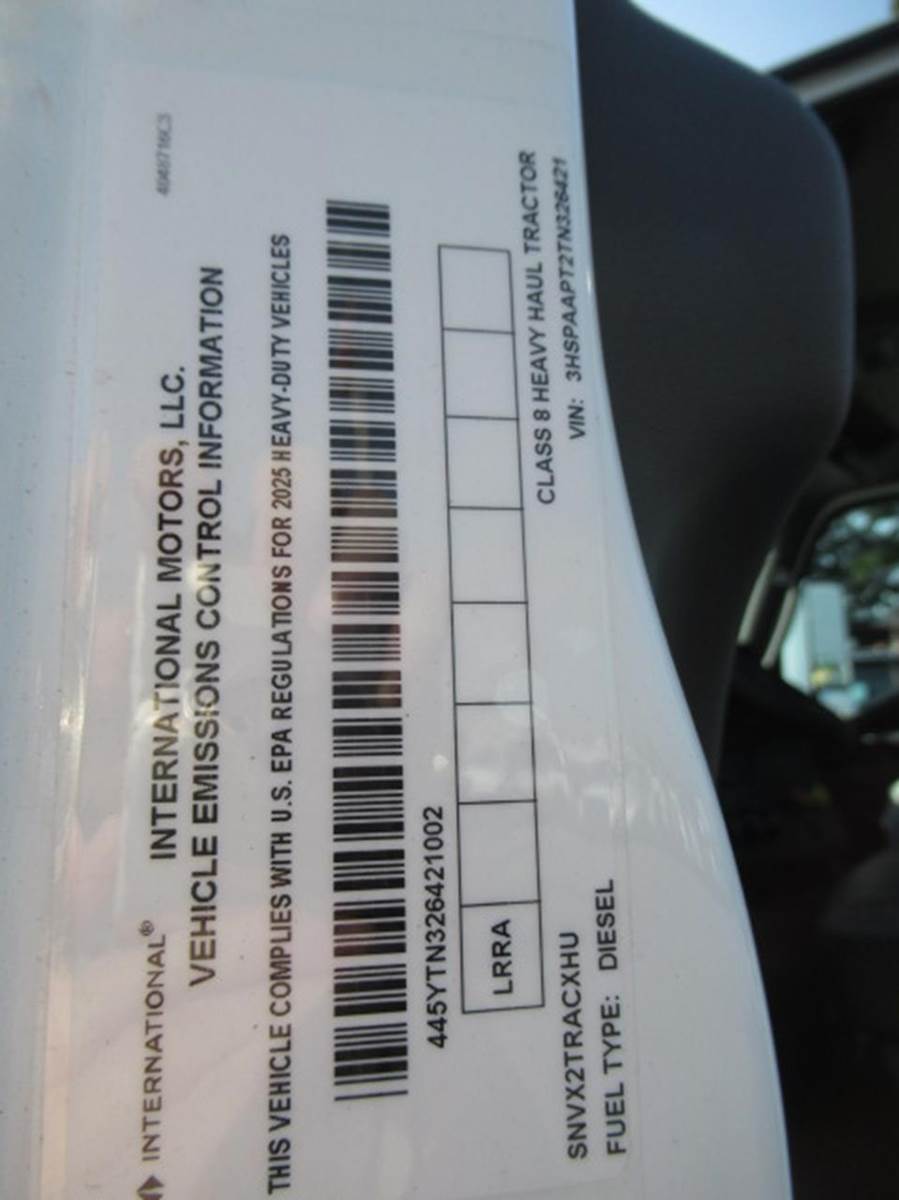 4048716C3
INTERNATIONAL® INTERNATIONAL MOTORS, LLC.
VEHICLE EMISSIONS CONTROL INFORMATION
THIS VEHICLE COMPLIES WITH U.S. EPA REGULATIONS FOR 2025 HEAVY-DUTY VEHICLES
445YTN326421002
LRRA
CLASS 8 HEAVY HAUL TRACTOR
SNVX2TRACXHU VIN: 3HSPAAPT2TN326421
FUEL TYPE: DIESEL